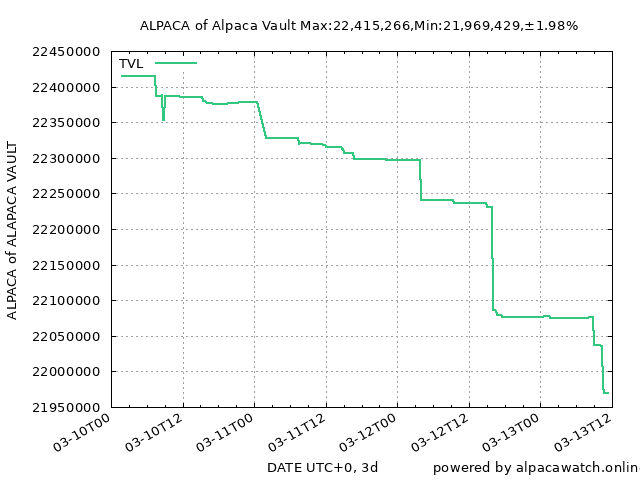 ALPACA of Alpaca Vault Max:22,415,266,Min:21,969,429,±1.98%
TVL
22450000
22400000
22350000
22300000
22250000
22200000
22150000
22100000
22050000
22000000
21950000
ALPACA of ALAPACA VAULT
03-10T00
03-10T12
03-11T00
03-11T12
03-12T00
03-12T12
03-13T00
03-13T12
DATE UTC+0, 3d
powered by alpacawatch.onlin